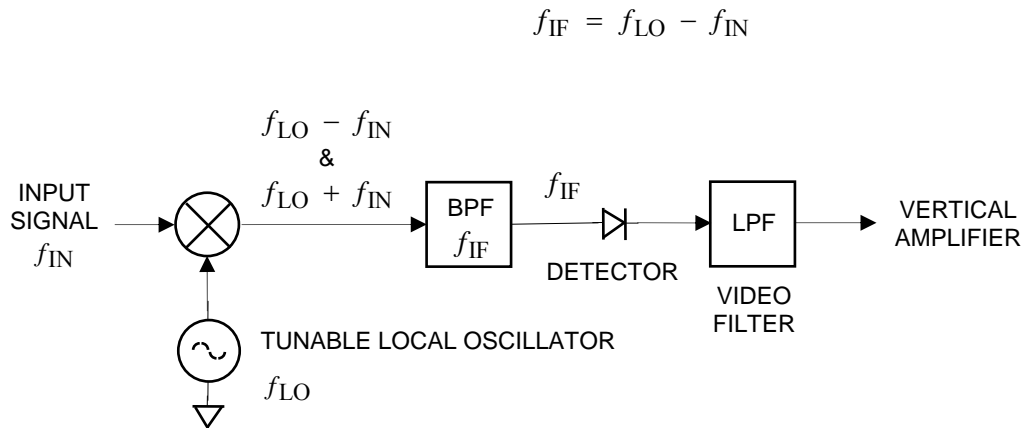 f_IF = f_LO − f_IN
f_LO − f_IN
&
f_LO + f_IN
INPUT
SIGNAL
f_IN
BPF
f_IF
f_IF
DETECTOR
LPF
VIDEO
FILTER
VERTICAL
AMPLIFIER
TUNABLE LOCAL OSCILLATOR
f_LO